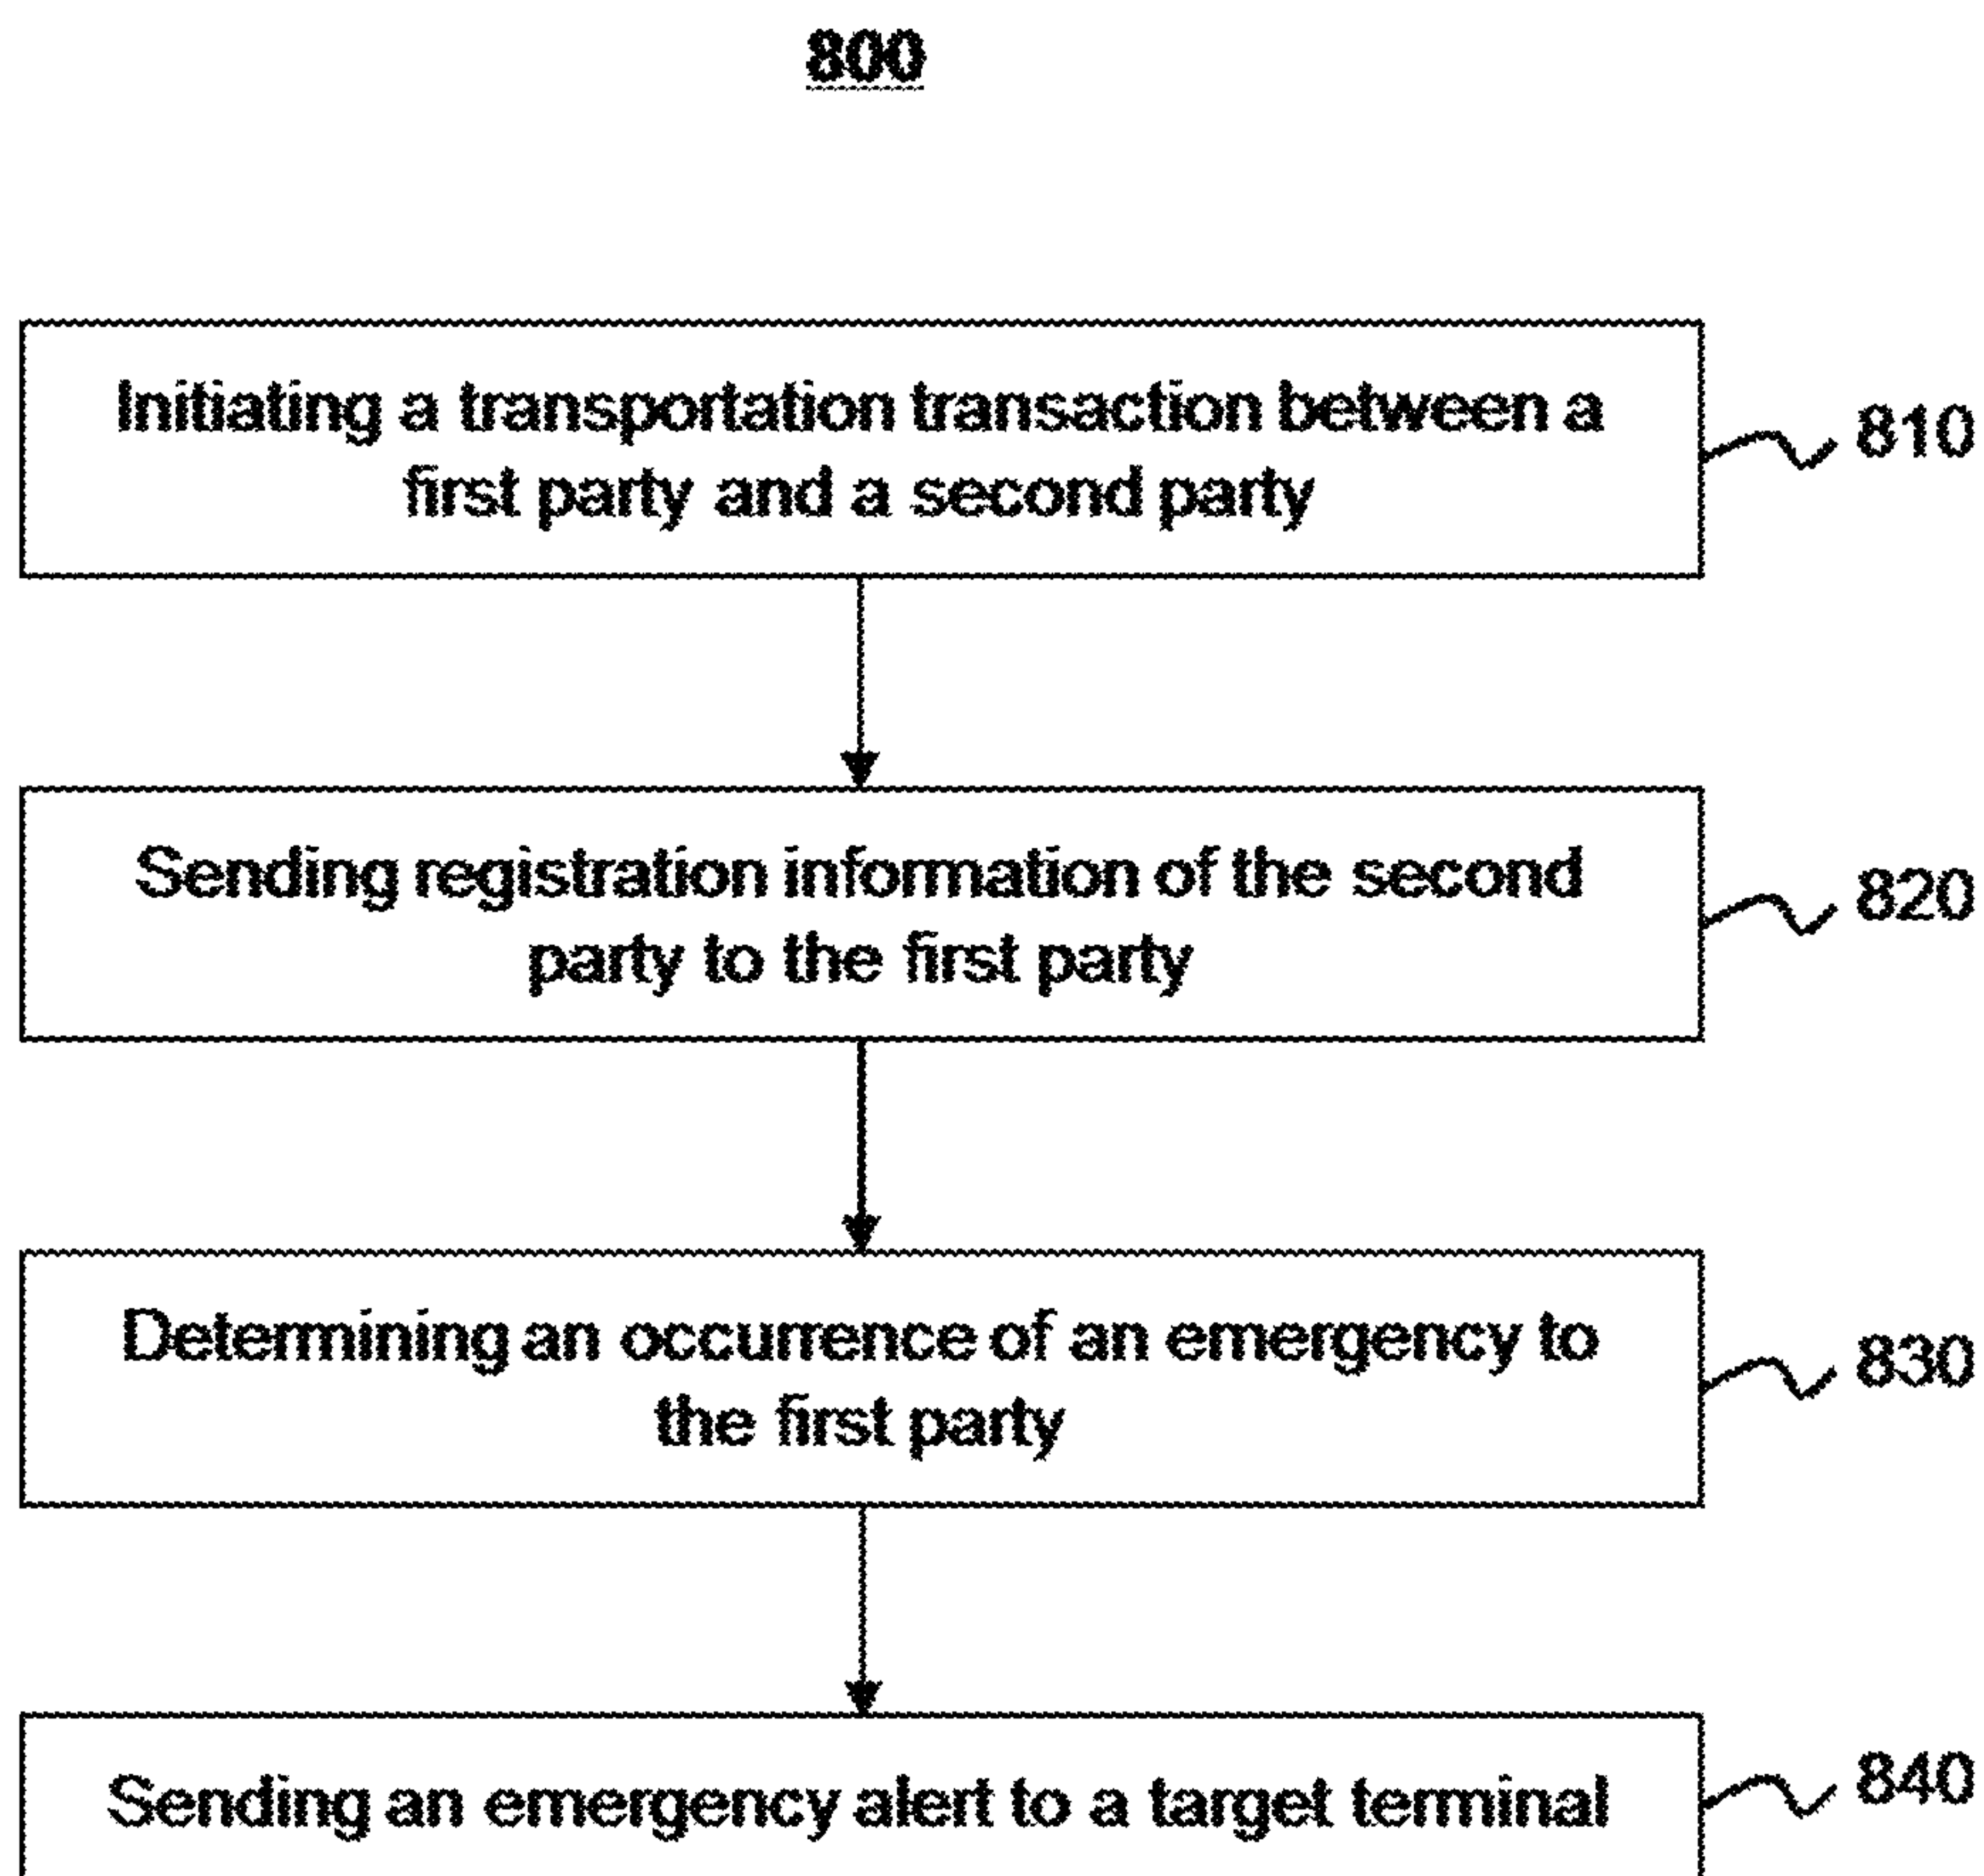 800
Initiating a transportation transaction between a
first party and a second party
810
Sending registration information of the second
party to the first party
820
Determining an occurrence of an emergency to
the first party
830
Sending an emergency alert to a target terminal
840